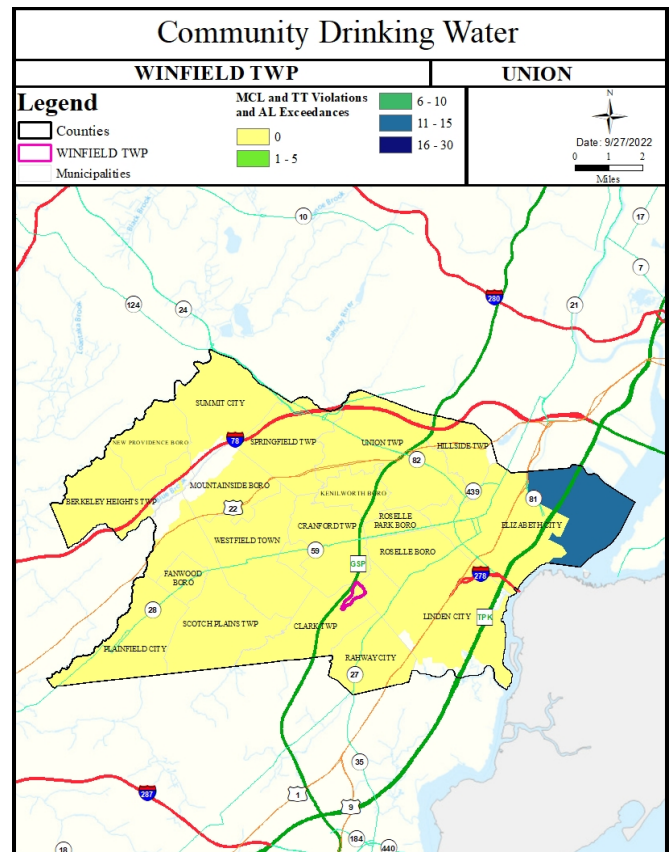 Community Drinking Water
WINFIELD TWP
UNION
Legend
Counties
WINFIELD TWP
Municipalities
MCL and TT Violations
and AL Exceedances
0
1 - 5
6 - 10
11 - 15
16 - 30
N
Date: 9/27/2022
0 1 2
Miles
10
17
7
280
124
24
21
Rahway River
SUMMIT CITY
NEW PROVIDENCE BORO
78
SPRINGFIELD TWP
UNION TWP
HILLSIDE TWP
82
MOUNTAINSIDE BORO
BERKELEY HEIGHTS TWP
22
KENILWORTH BORO
439
81
ROSELLE
PARK BORO
CRANFORD TWP
ELIZABETH CITY
WESTFIELD TOWN
59
ROSELLE BORO
GSP
FANWOOD
BORO
278
28
SCOTCH PLAINS TWP
CLARK TWP
LINDEN CITY
TPK
PLAINFIELD CITY
RAHWAY CITY
27
35
287
1
9
184
440
18